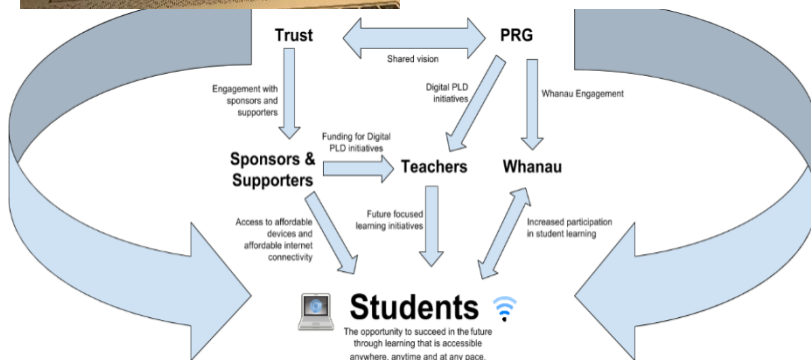 Trust
PRG
Shared vision
Engagement with
sponsors and
supporters
Digital PLD
initiatives
Whanau Engagement
Funding for Digital
PLD initiatives
Sponsors &
Supporters
Teachers
Whanau
Access to affordable
devices and
affordable internet
connectivity
Future focused
learning initiatives
Increased participation
in student learning
Students
The opportunity to succeed in the future
through learning that is accessible
anywhere, anytime and at any pace.